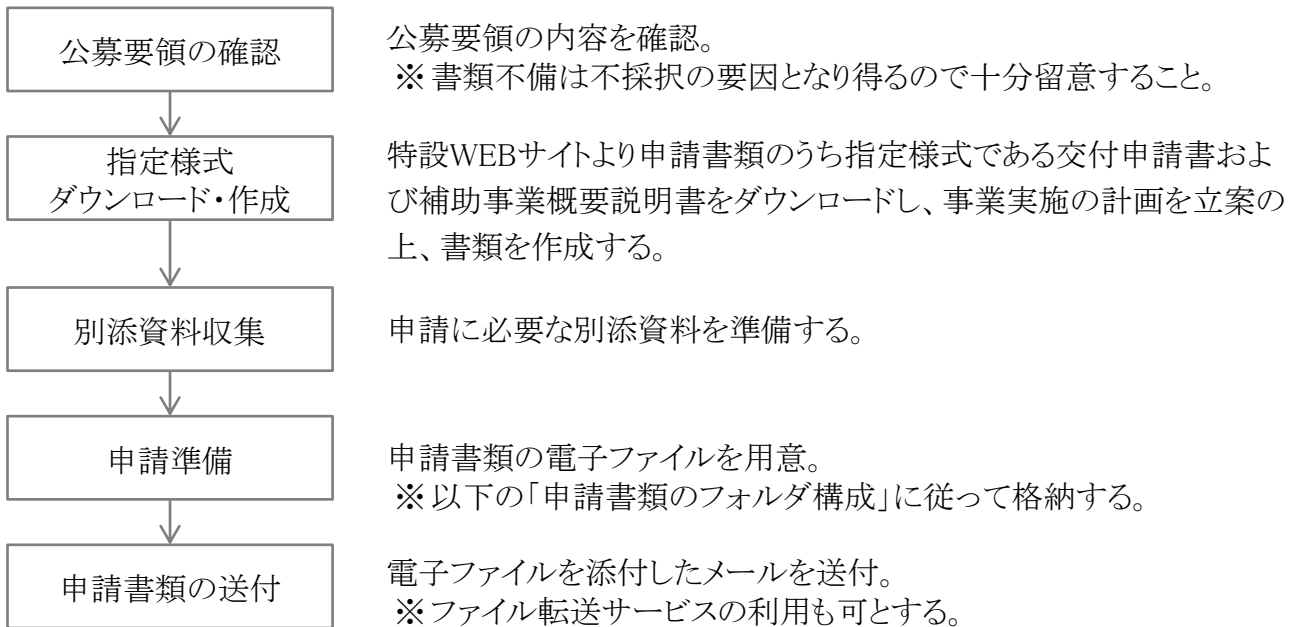 公募要領の確認
公募要領の内容を確認。
※書類不備は不採択の要因となり得るので十分留意すること。
指定様式
ダウンロード・作成
特設WEBサイトより申請書類のうち指定様式である交付申請書およ
び補助事業概要説明書をダウンロードし、事業実施の計画を立案の
上、書類を作成する。
別添資料収集
申請に必要な別添資料を準備する。
申請準備
申請書類の電子ファイルを用意。
※以下の「申請書類のフォルダ構成」に従って格納する。
申請書類の送付
電子ファイルを添付したメールを送付。
※ファイル転送サービスの利用も可とする。